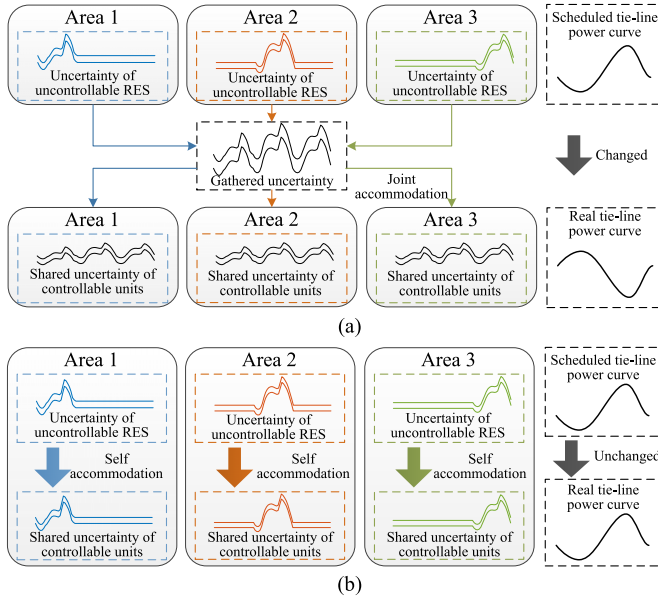 Area 1
Area 2
Area 3
Scheduled tie-line
power curve
Uncertainty of
uncontrollable RES
Uncertainty of
uncontrollable RES
Uncertainty of
uncontrollable RES
Changed
Gathered uncertainty
Joint
accommodation
Area 1
Area 2
Area 3
Real tie-line
power curve
Shared uncertainty of
controllable units
Shared uncertainty of
controllable units
Shared uncertainty of
controllable units
(a)
Area 1
Area 2
Area 3
Scheduled tie-line
power curve
Uncertainty of
uncontrollable RES
Uncertainty of
uncontrollable RES
Uncertainty of
uncontrollable RES
Self
accommodation
Self
accommodation
Self
accommodation
Unchanged
Real tie-line
power curve
Shared uncertainty of
controllable units
Shared uncertainty of
controllable units
Shared uncertainty of
controllable units
(b)